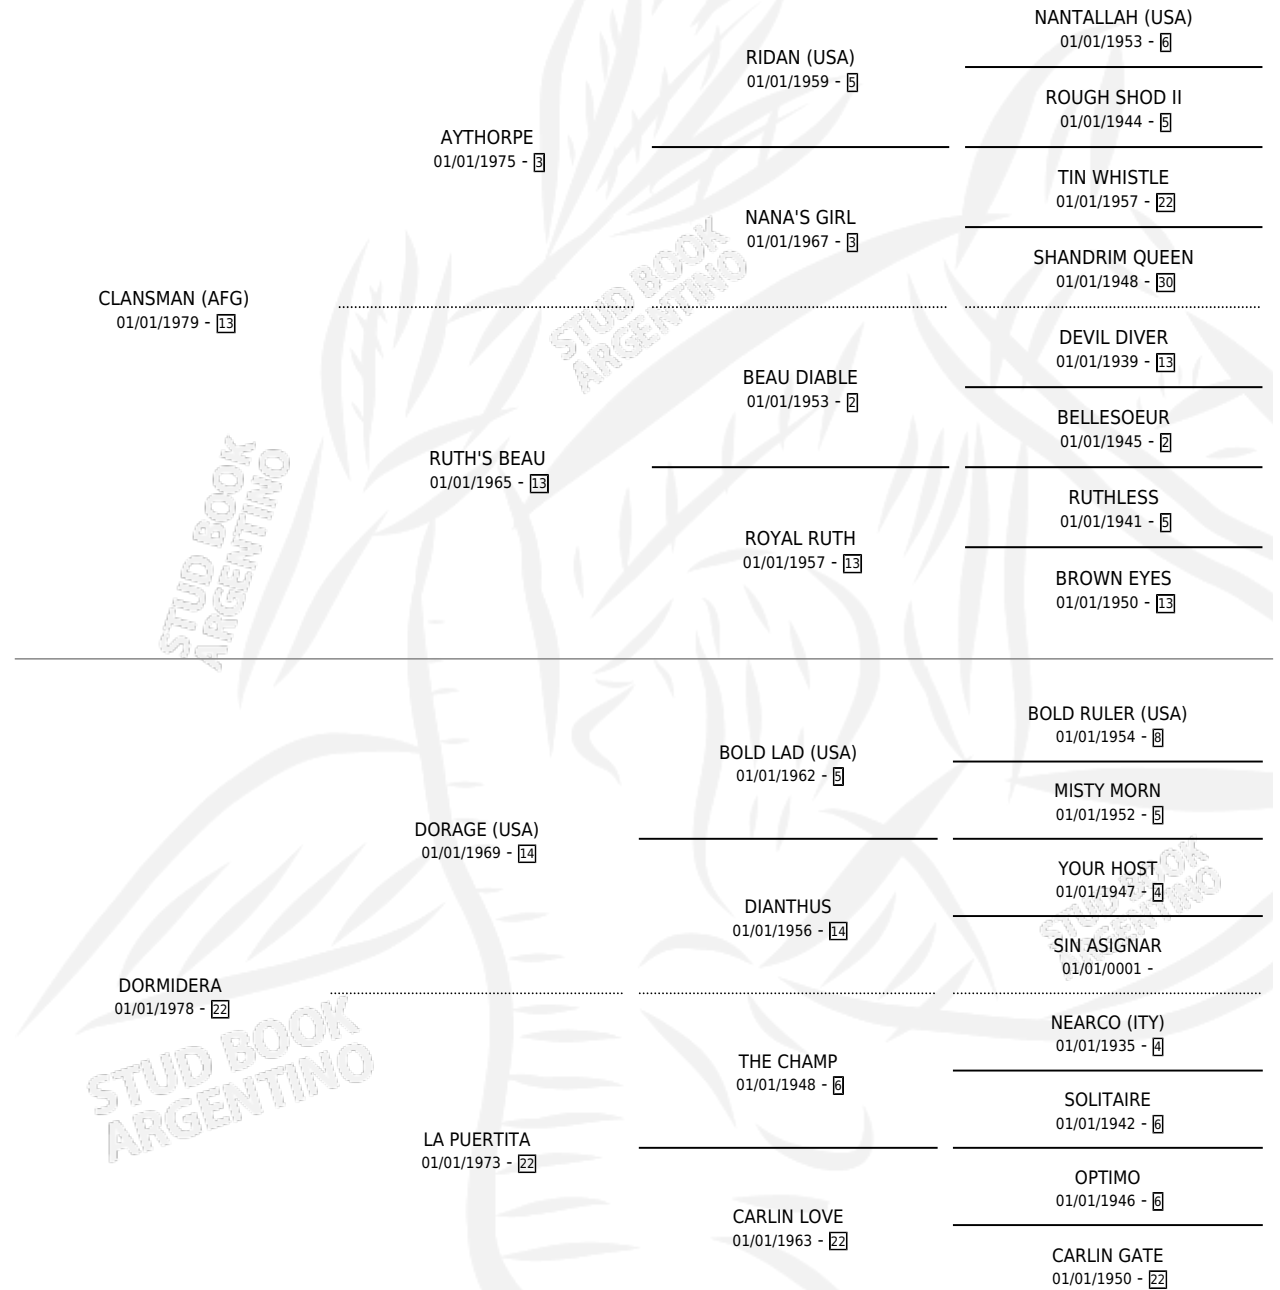 NANTALLAH (USA)
01/01/1953 - 6
RIDAN (USA)
01/01/1959 - 5
ROUGH SHOD II
01/01/1944 - 5
AYTHORPE
01/01/1975 - 3
TIN WHISTLE
01/01/1957 - 22
NANA'S GIRL
01/01/1967 - 3
SHANDRIM QUEEN
01/01/1948 - 30
CLANSMAN (AFG)
01/01/1979 - 13
DEVIL DIVER
01/01/1939 - 13
BEAU DIABLE
01/01/1953 - 2
BELLESOEUR
01/01/1945 - 2
RUTH'S BEAU
01/01/1965 - 13
RUTHLESS
01/01/1941 - 5
ROYAL RUTH
01/01/1957 - 13
BROWN EYES
01/01/1950 - 13
BOLD RULER (USA)
01/01/1954 - 8
BOLD LAD (USA)
01/01/1962 - 5
MISTY MORN
01/01/1952 - 5
DORAGE (USA)
01/01/1969 - 14
YOUR HOST
01/01/1947 - 4
DIANTHUS
01/01/1956 - 14
SIN ASIGNAR
01/01/0001 -
DORMIDERA
01/01/1978 - 22
NEARCO (ITY)
01/01/1935 - 4
THE CHAMP
01/01/1948 - 6
SOLITAIRE
01/01/1942 - 6
LA PUERTITA
01/01/1973 - 22
OPTIMO
01/01/1946 - 6
CARLIN LOVE
01/01/1963 - 22
CARLIN GATE
01/01/1950 - 22
STUD BOOK
ARGENTINO
STUD BOOK
ARGENTINO
STUD BOOK
ARGENTINO
STUD BOOK
ARGENTINO